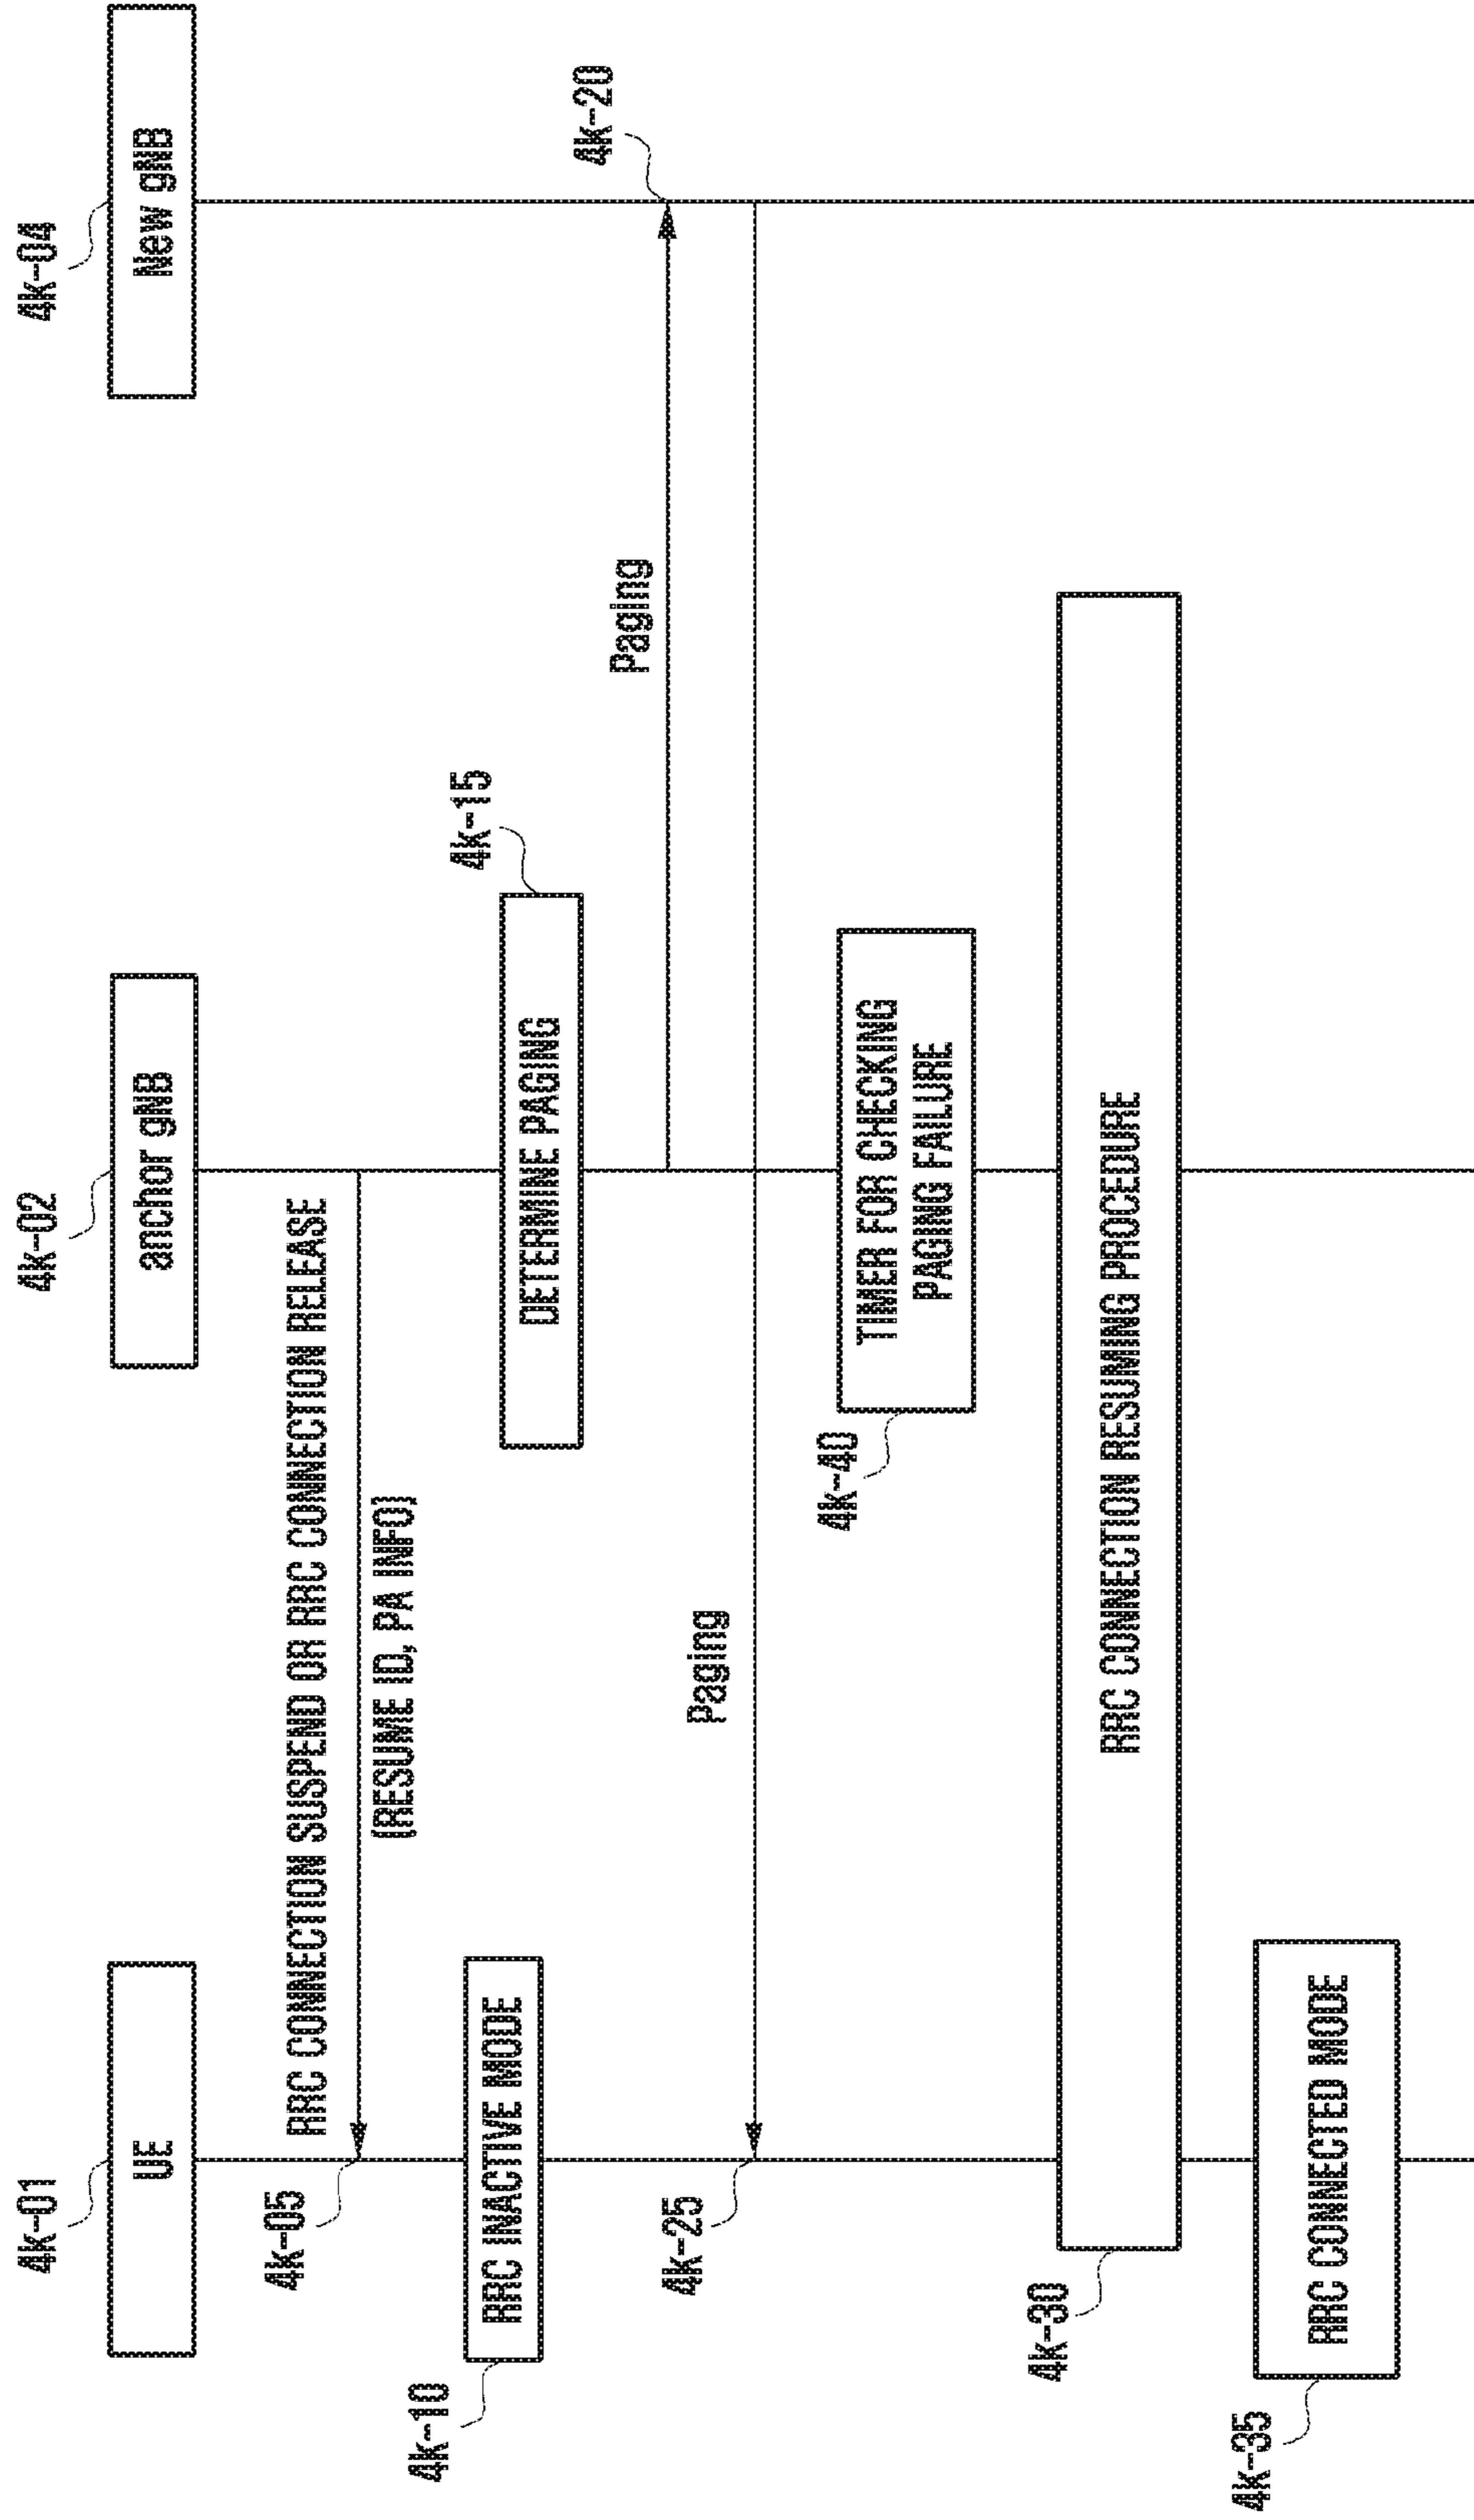 4k-01
4k-02
4k-04
UE
anchor gNB
New gNB
RRC CONNECTION SUSPEND OR RRC CONNECTION RELEASE
4k-05
(RESUME ID, PA INFO)
4k-10
RRC INACTIVE MODE
4k-15
DETERMINE PAGING
4k-20
Paging
4k-25
Paging
4k-40
TIMER FOR CHECKING
PAGING FAILURE
4k-30
RRC CONNECTION RESUMING PROCEDURE
4k-35
RRC CONNECTED MODE